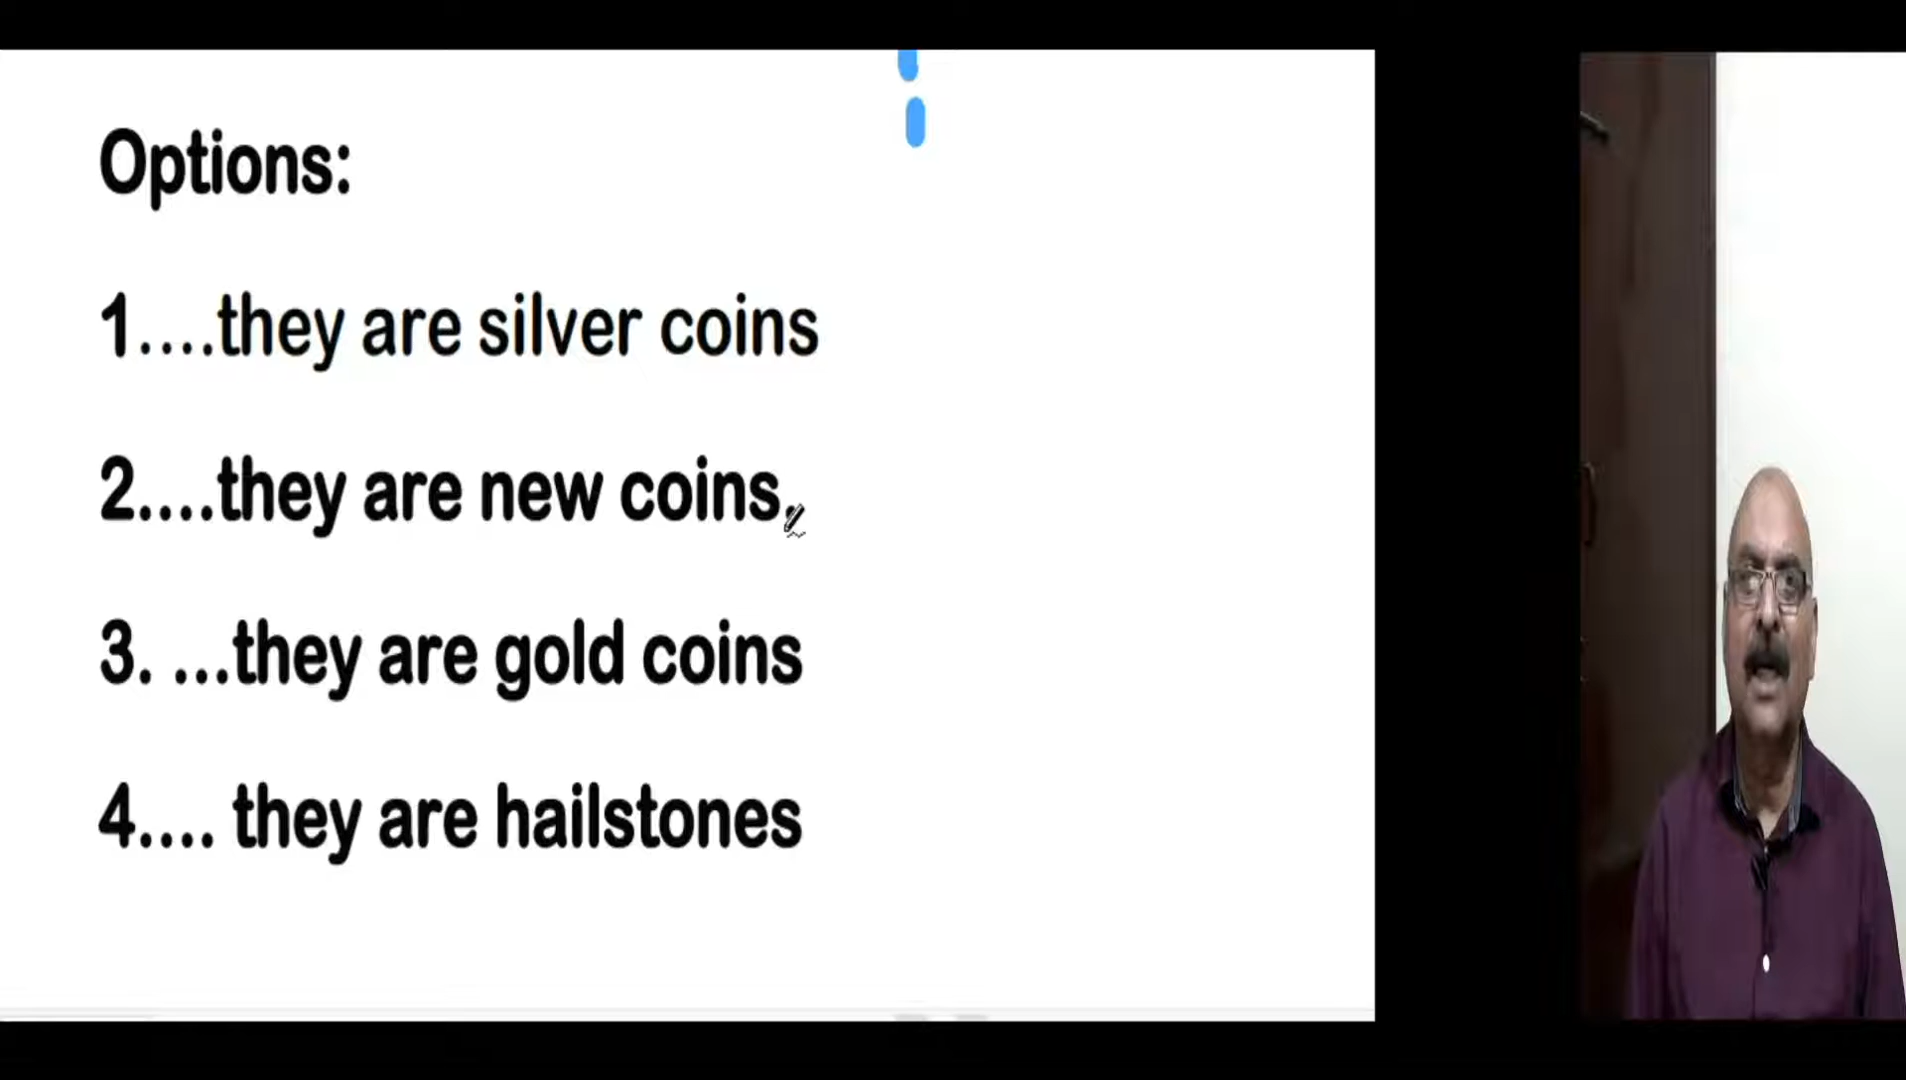 Options:
1....they are silver coins
2....they are new coins.
3. ...they are gold coins
4.... they are hailstones